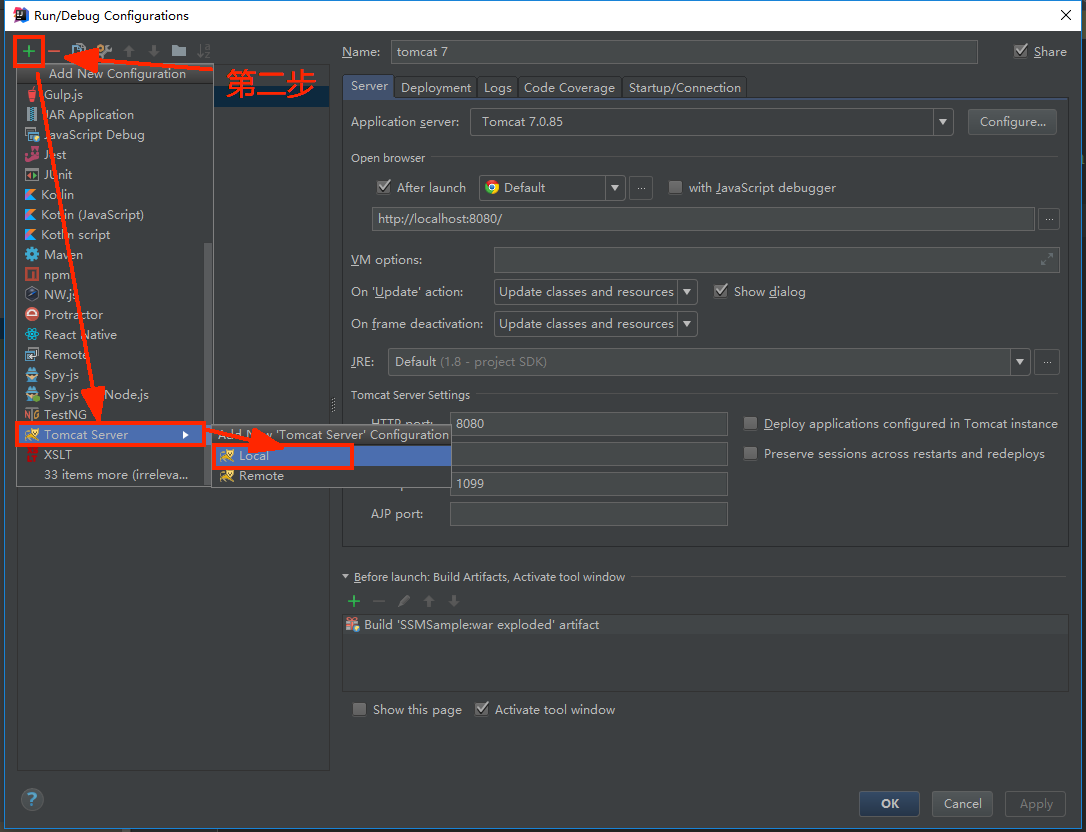 Run/Debug Configurations
第二步
Add New Configuration
Gulp.js
JAR Application
JavaScript Debug
Jest
JUnit
Kotlin
Kotlin (JavaScript)
Kotlin script
Maven
npm
NW.js
Protractor
React Native
Remote
Spy-js
Spy-js Node.js
TestNG
Tomcat Server
XSLT
33 items more (irreleva...
Add New 'Tomcat Server' Configuration
Local
Remote
Name: tomcat 7 Share
Server Deployment Logs Code Coverage Startup/Connection
Application server: Tomcat 7.0.85 Configure...
Open browser
After launch Default ... with JavaScript debugger
http://localhost:8080/ ...
VM options:
On 'Update' action: Update classes and resources Show dialog
On frame deactivation: Update classes and resources
JRE: Default (1.8 - project SDK) ...
Tomcat Server Settings
HTTP port: 8080 Deploy applications configured in Tomcat instance
Preserve sessions across restarts and redeploys
1099
AJP port:
Before launch: Build Artifacts, Activate tool window
Build 'SSMSample:war exploded' artifact
Show this page Activate tool window
? OK Cancel Apply